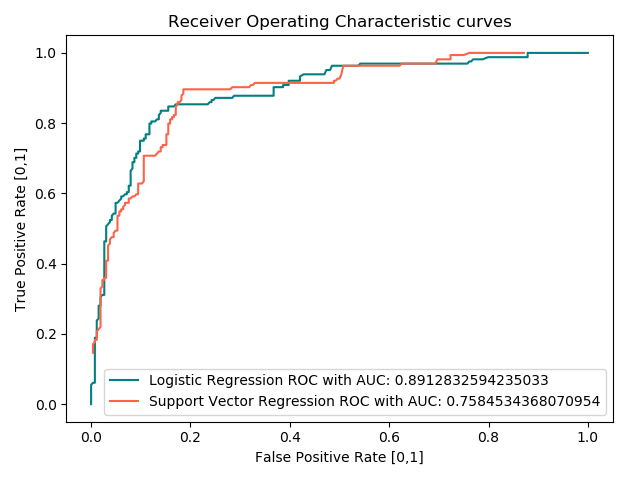 Receiver Operating Characteristic curves
True Positive Rate [0,1]
1.0
0.8
0.6
0.4
0.2
0.0
Logistic Regression ROC with AUC: 0.8912832594235033
Support Vector Regression ROC with AUC: 0.7584534368070954
0.0 0.2 0.4 0.6 0.8 1.0
False Positive Rate [0,1]